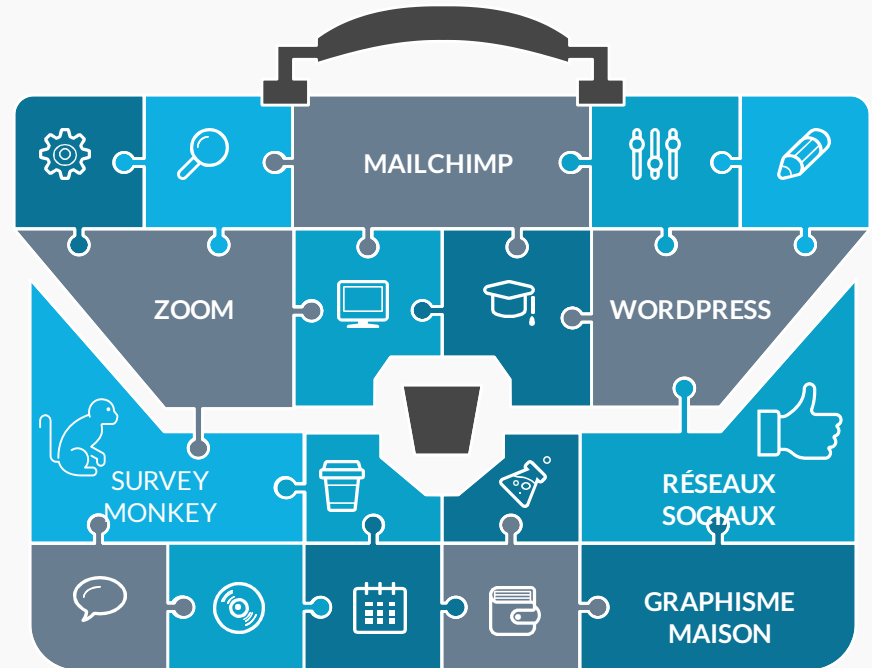 MAILCHIMP
ZOOM
WORDPRESS
SURVEY
MONKEY
RÉSEAUX
SOCIAUX
GRAPHISME
MAISON